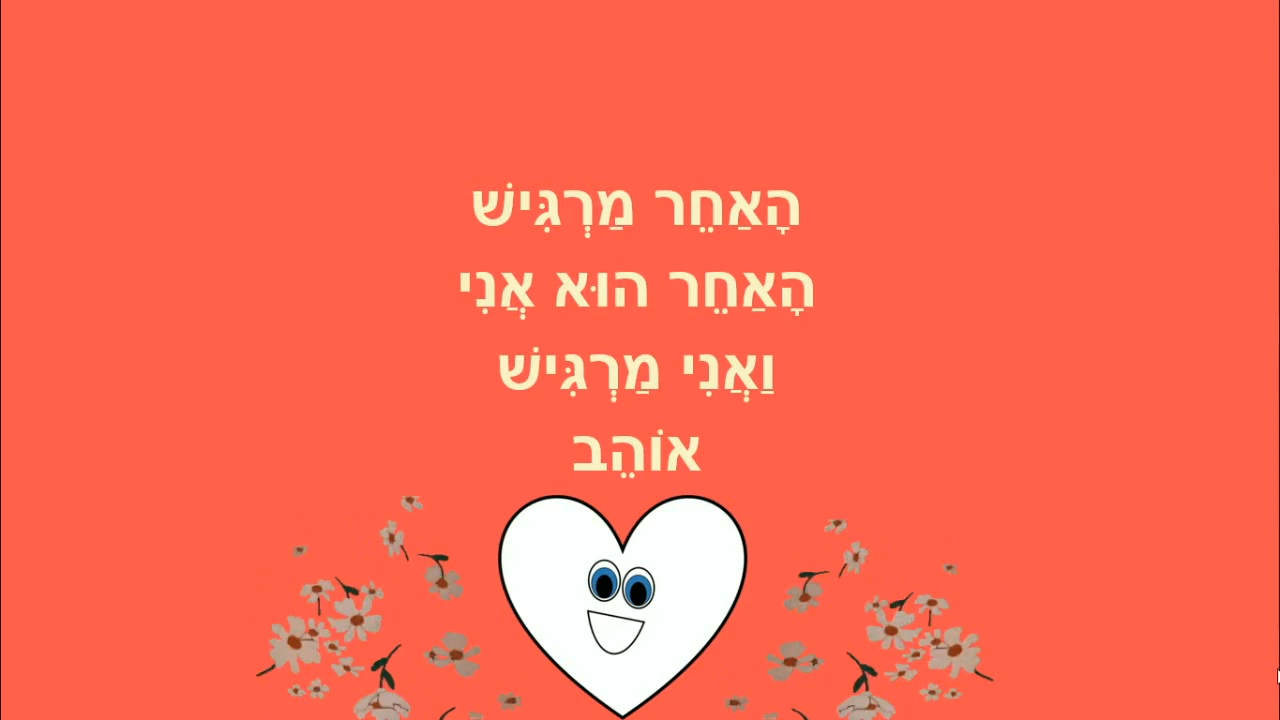 הָאַחֵר מַרְגִּישׁ
הָאַחֵר הוּא אֲנִי
וַאֲנִי מַרְגִּישׁ
אוֹהֵב